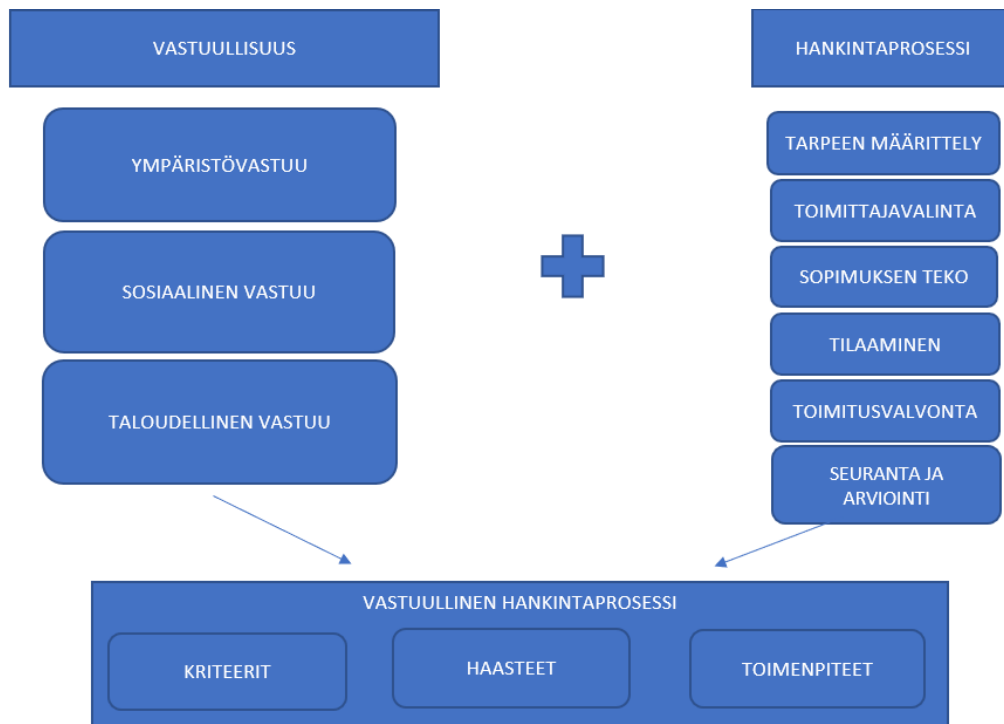 VASTUULLISUUS
YMPÄRISTÖVASTUU
SOSIAALINEN VASTUU
TALOUDELLINEN VASTUU
HANKINTAPROSESSI
TARPEEN MÄÄRITTELY
TOIMITTAJAVALINTA
SOPIMUKSEN TEKO
TILAAMINEN
TOIMITUSVALVONTA
SEURANTA JA
ARVIOINTI
VASTUULLINEN HANKINTAPROSESSI
KRITEERIT
HAASTEET
TOIMENPITEET